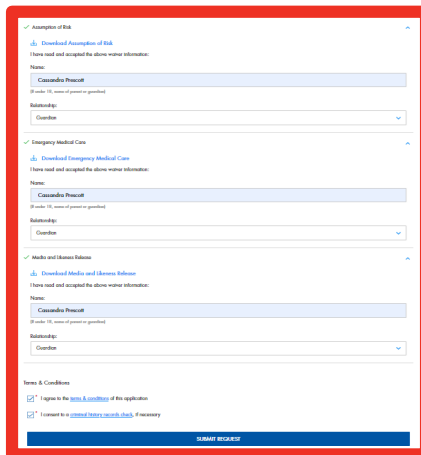 Assumption of Risk
Download Assumption of Risk
I have read and accepted the above waiver information:
Name:
Cassandra Prescott
(If under 18, name of parent or guardian)
Relationship:
Guardian
Emergency Medical Care
Download Emergency Medical Care
I have read and accepted the above waiver information:
Name:
Cassandra Prescott
(If under 18, name of parent or guardian)
Relationship:
Guardian
Media and Likeness Release
Download Media and Likeness Release
I have read and accepted the above waiver information:
Name:
Cassandra Prescott
(If under 18, name of parent or guardian)
Relationship:
Guardian
Terms & Conditions
* I agree to the terms & conditions of this application
* I consent to a criminal history records check, if necessary
SUBMIT REQUEST